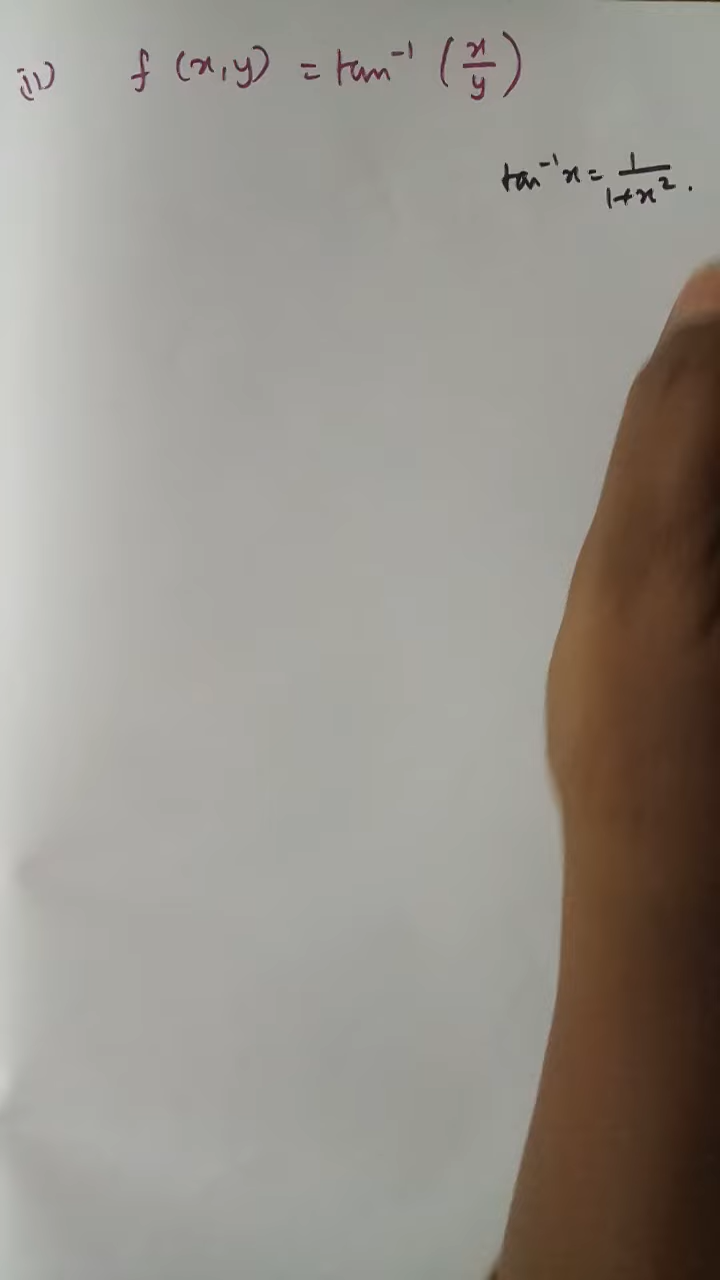 ii) f (x,y) = tan⁻¹ (x/y)
tan⁻¹x = 1/1+x².